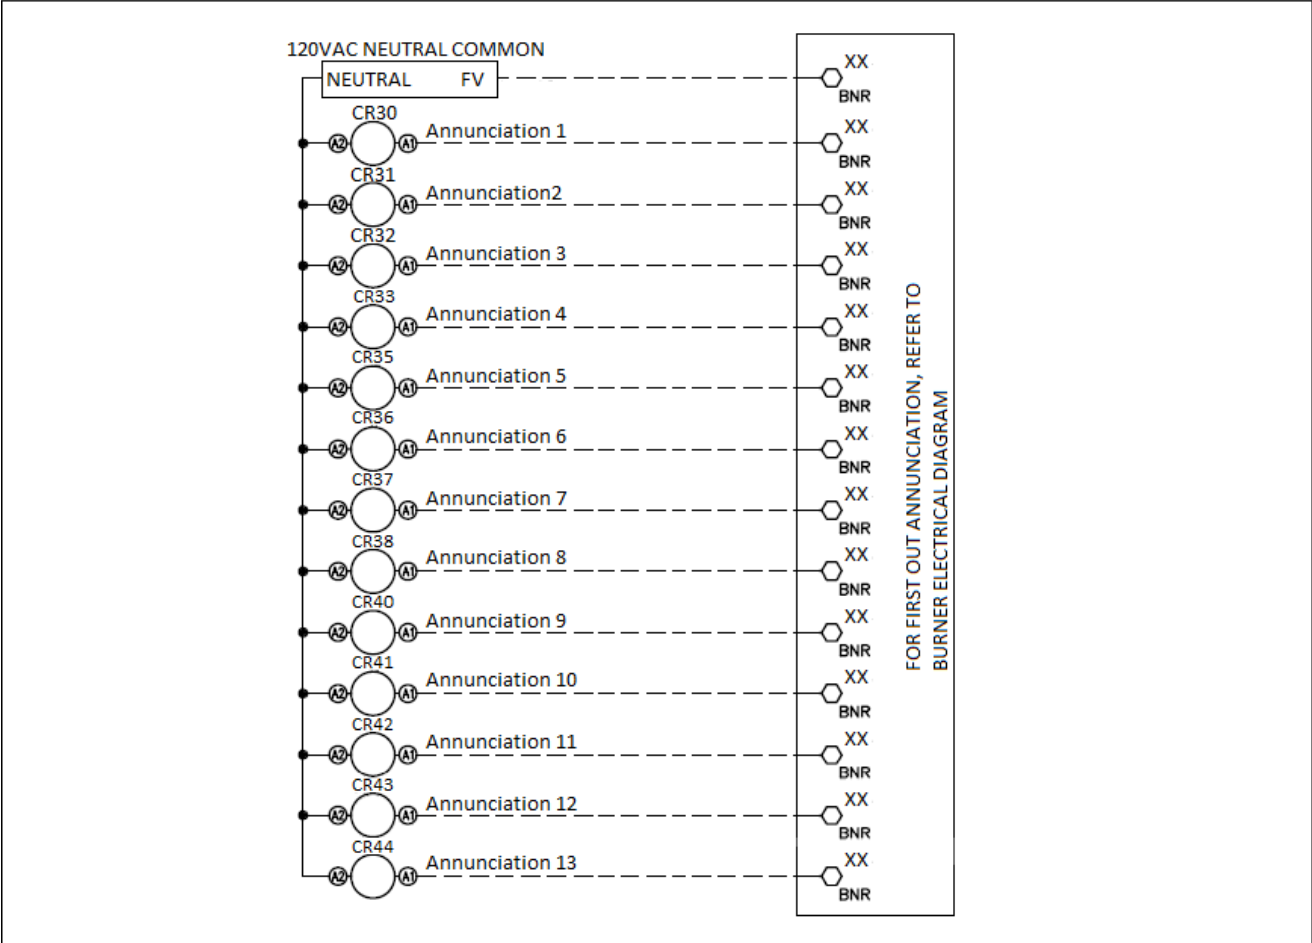 120VAC NEUTRAL COMMON
NEUTRAL FV
XX
BNR
CR30
A2 A1 Annunciation 1
XX
BNR
CR31
A2 A1 Annunciation2
XX
BNR
CR32
A2 A1 Annunciation 3
XX
BNR
CR33
A2 A1 Annunciation 4
XX
BNR
CR35
A2 A1 Annunciation 5
XX
BNR
CR36
A2 A1 Annunciation 6
XX
BNR
CR37
A2 A1 Annunciation 7
XX
BNR
CR38
A2 A1 Annunciation 8
XX
BNR
CR40
A2 A1 Annunciation 9
XX
BNR
CR41
A2 A1 Annunciation 10
XX
BNR
CR42
A2 A1 Annunciation 11
XX
BNR
CR43
A2 A1 Annunciation 12
XX
BNR
CR44
A2 A1 Annunciation 13
XX
BNR
FOR FIRST OUT ANNUNCIATION, REFER TO
BURNER ELECTRICAL DIAGRAM